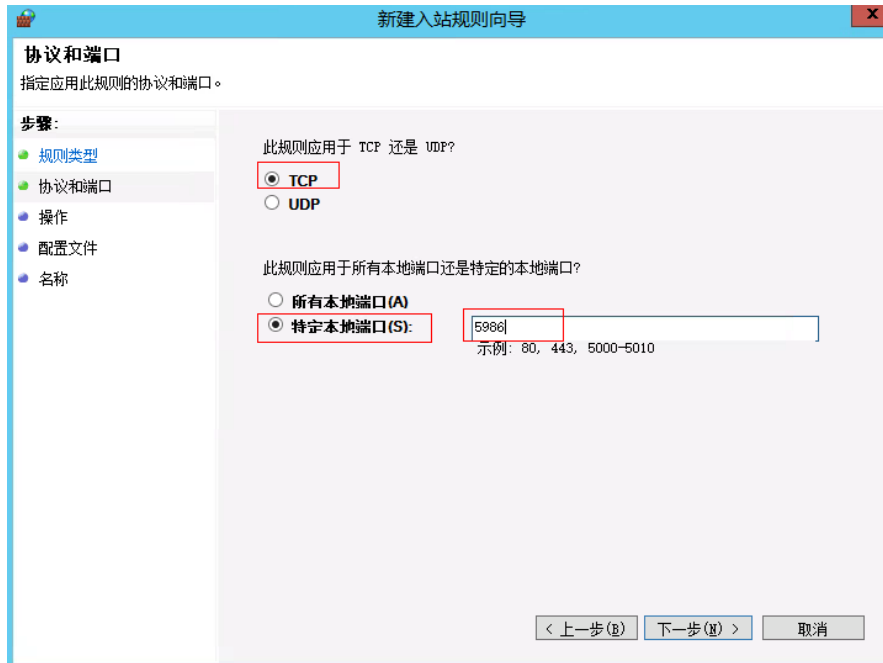 新建入站规则向导
x
协议和端口
指定应用此规则的协议和端口。
步骤:
规则类型
协议和端口
操作
配置文件
名称
此规则应用于 TCP 还是 UDP?
TCP
UDP
此规则应用于所有本地端口还是特定的本地端口?
所有本地端口(A)
特定本地端口(S):
5986
示例: 80, 443, 5000-5010
< 上一步(B)
下一步(N) >
取消